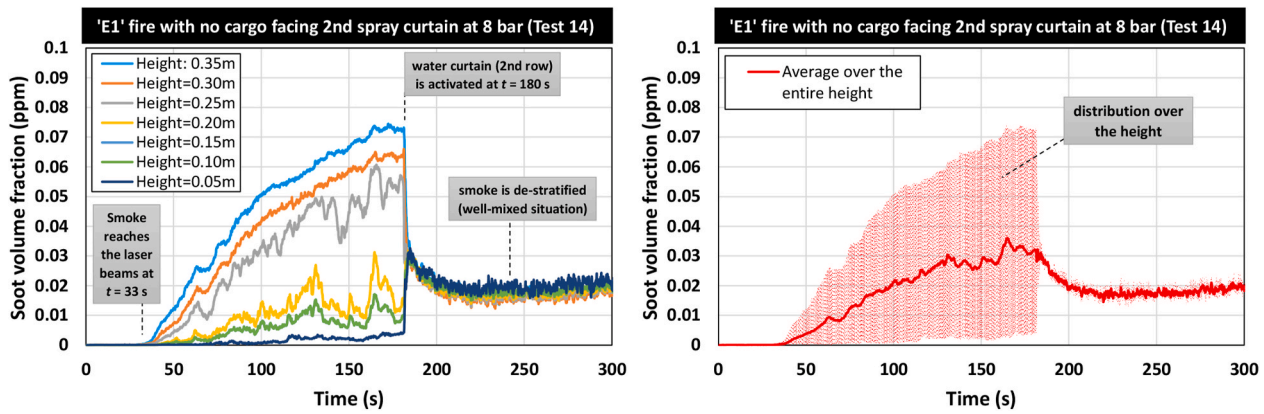 'E1' fire with no cargo facing 2nd spray curtain at 8 bar (Test 14)
Soot volume fraction (ppm)
0.1
0.09
0.08
0.07
0.06
0.05
0.04
0.03
0.02
0.01
0
Height: 0.35m
Height=0.30m
Height=0.25m
Height=0.20m
Height=0.15m
Height=0.10m
Height=0.05m
water curtain (2nd row)
is activated at t = 180 s
smoke is de-stratified
(well-mixed situation)
Smoke
reaches
the laser
beams at
t = 33 s
0 50 100 150 200 250 300
Time (s)
'E1' fire with no cargo facing 2nd spray curtain at 8 bar (Test 14)
Soot volume fraction (ppm)
0.1
0.09
0.08
0.07
0.06
0.05
0.04
0.03
0.02
0.01
0
Average over the
entire height
distribution over
the height
0 50 100 150 200 250 300
Time (s)